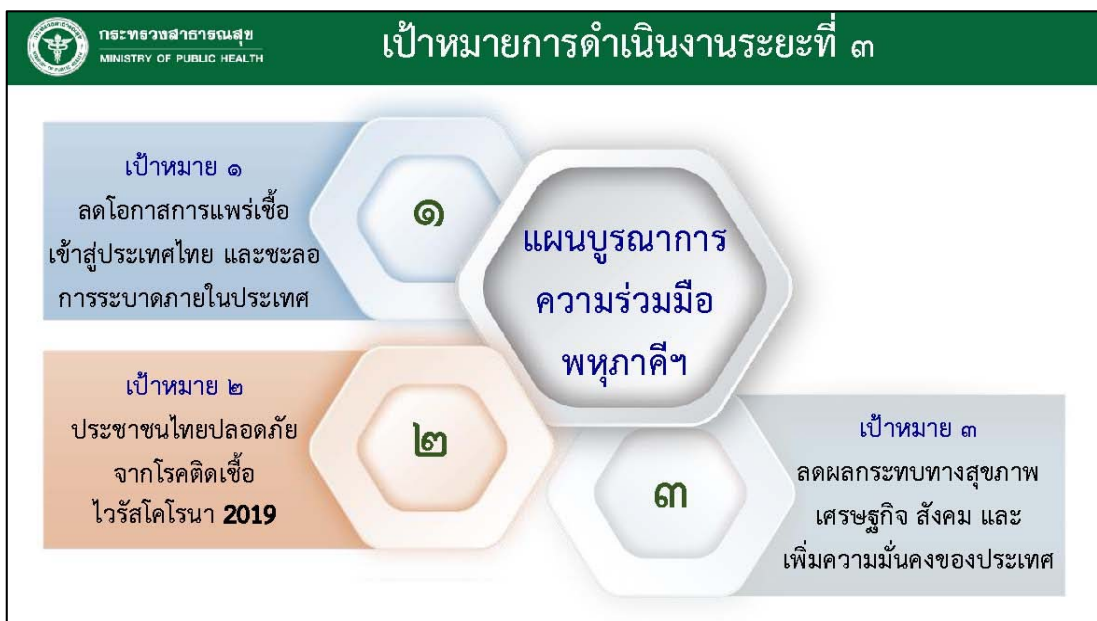 กระทรวงสาธารณสุข
MINISTRY OF PUBLIC HEALTH
เป้าหมายการดำเนินงานระยะที่ ๓
เป้าหมาย ๑
ลดโอกาสการแพร่เชื้อ
เข้าสู่ประเทศไทย และชะลอ
การระบาดภายในประเทศ
๑
แผนบูรณาการ
ความร่วมมือ
พหุภาคีฯ
เป้าหมาย ๒
ประชาชนไทยปลอดภัย
จากโรคติดเชื้อ
ไวรัสโคโรนา 2019
๒
๓
เป้าหมาย ๓
ลดผลกระทบทางสุขภาพ
เศรษฐกิจ สังคม และ
เพิ่มความมั่นคงของประเทศ